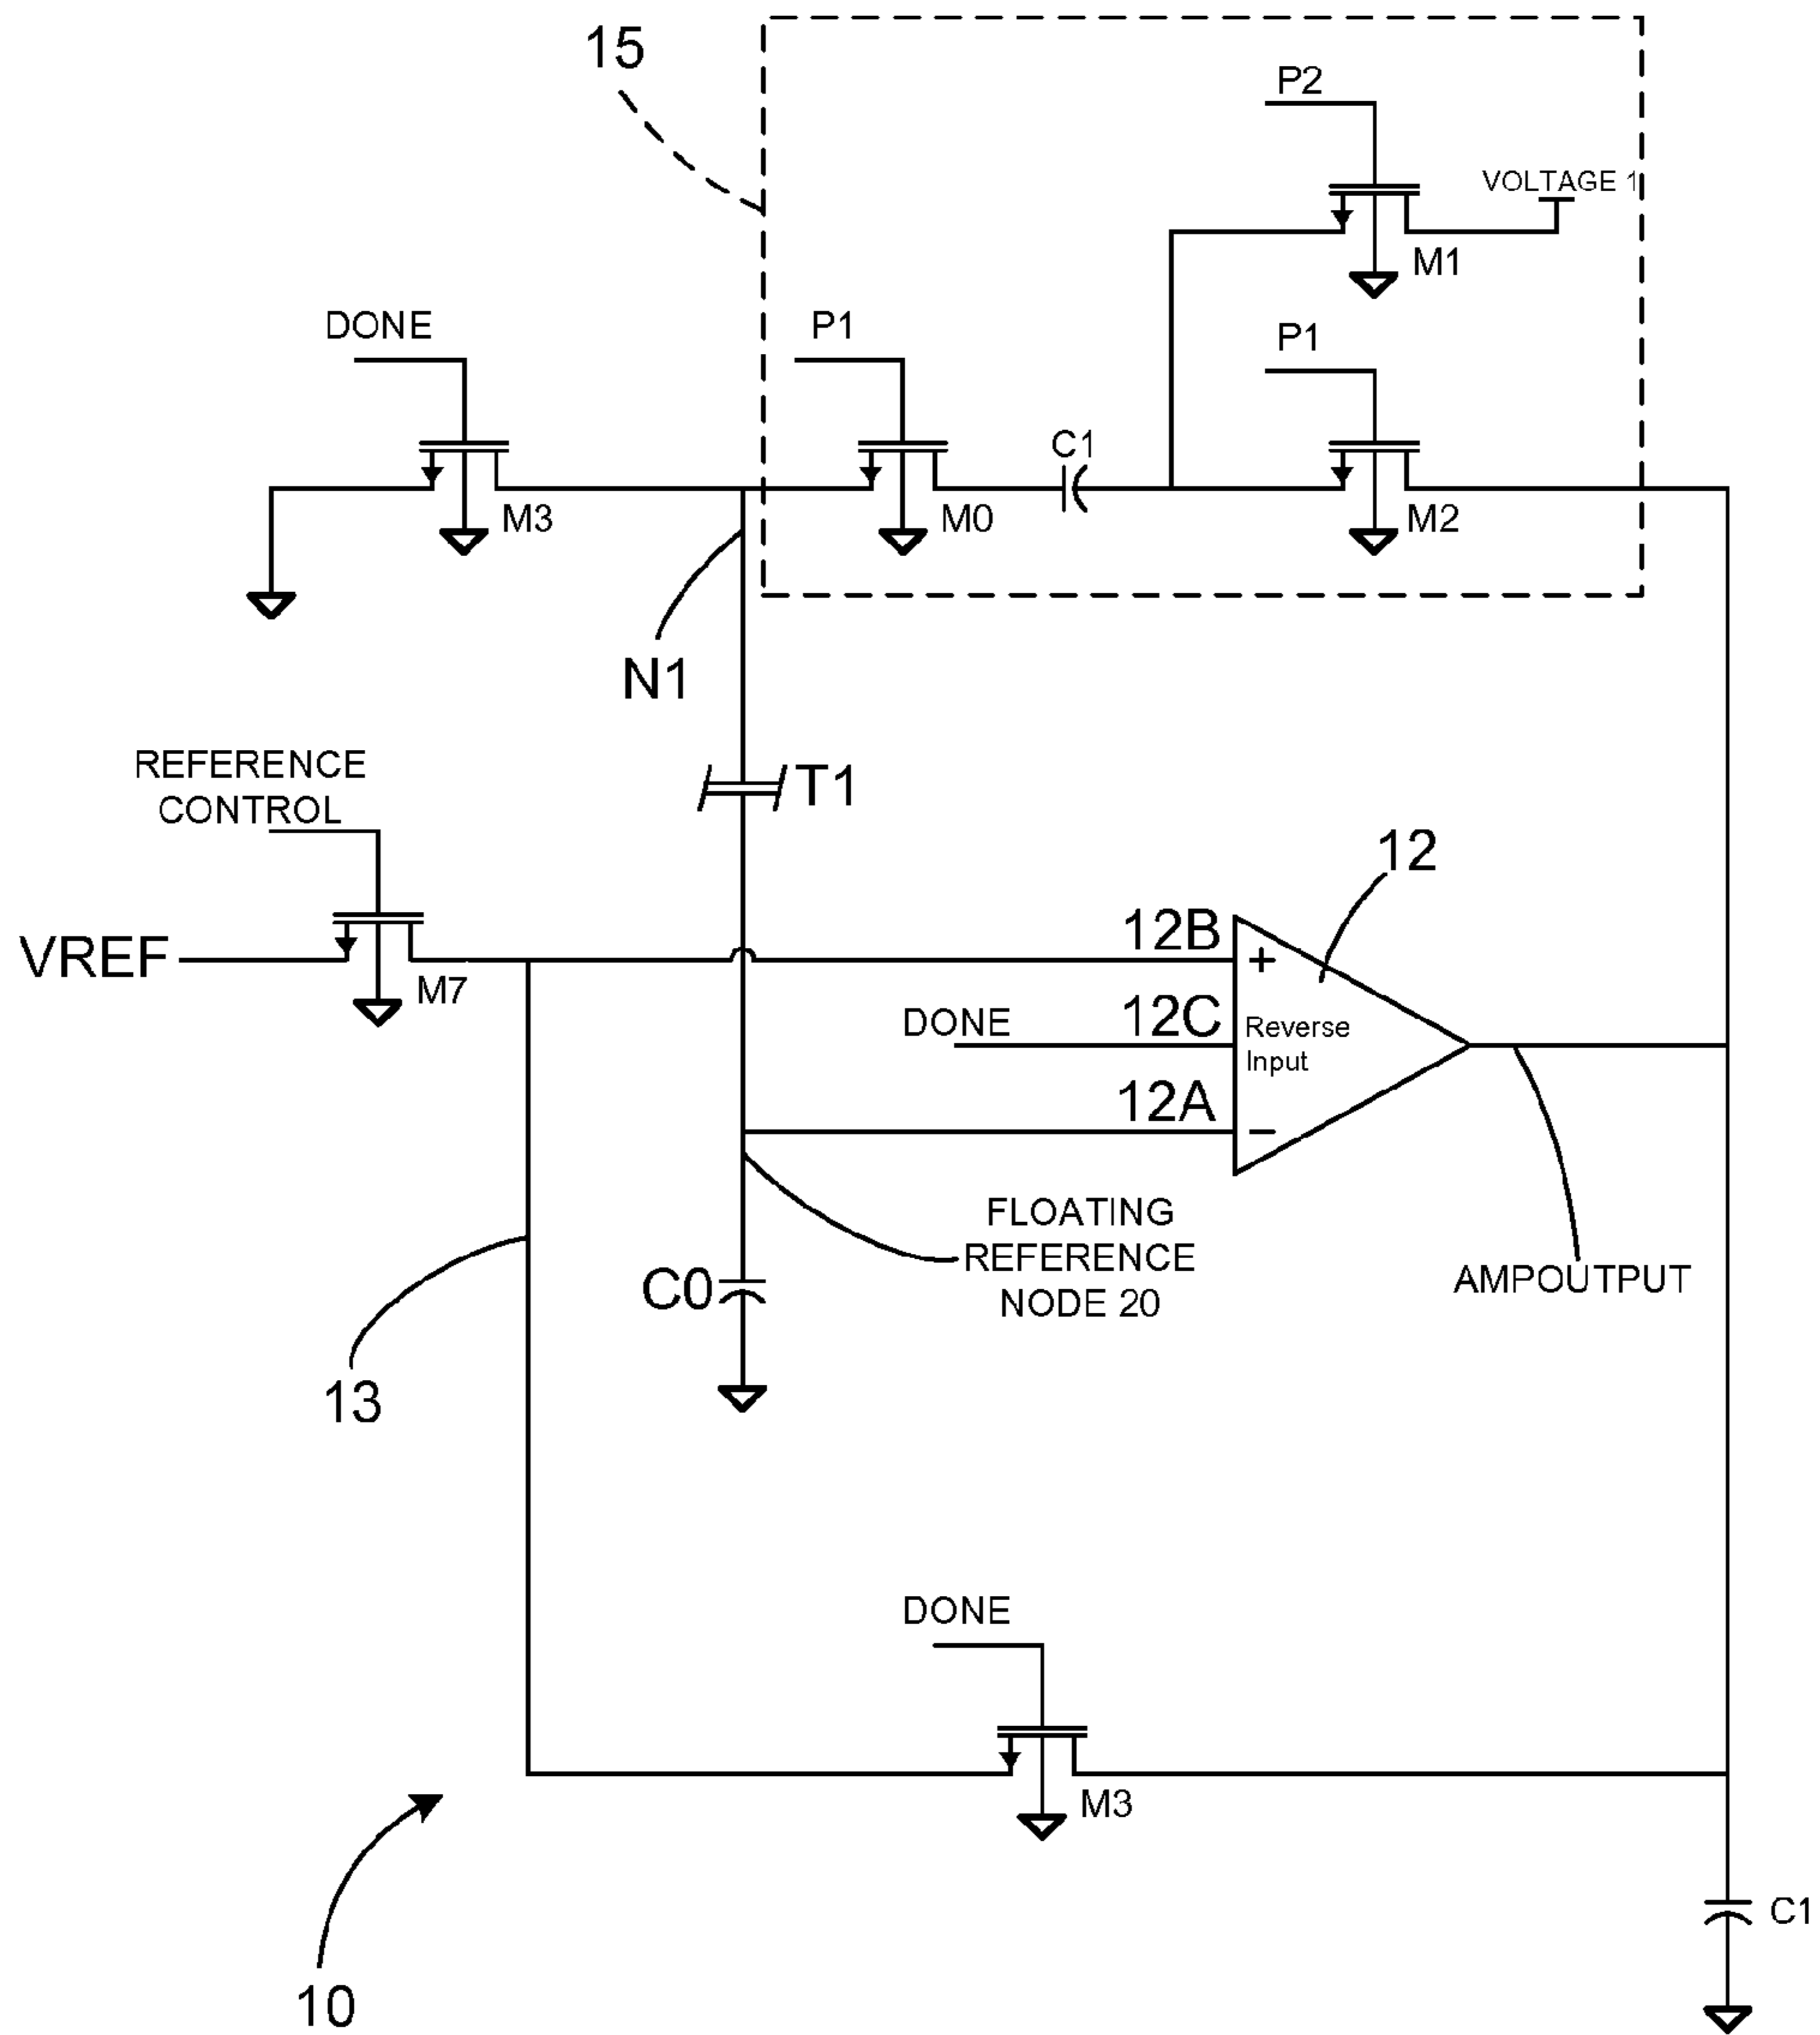 15
P2
VOLTAGE 1
M1
DONE
P1
P1
C1
M3
M0
M2
N1
REFERENCE
CONTROL
T1
12
12B
VREF
+
M7
DONE
12C
Reverse
Input
12A
−
FLOATING
REFERENCE
NODE 20
C0
AMPOUTPUT
13
DONE
M3
C1
10